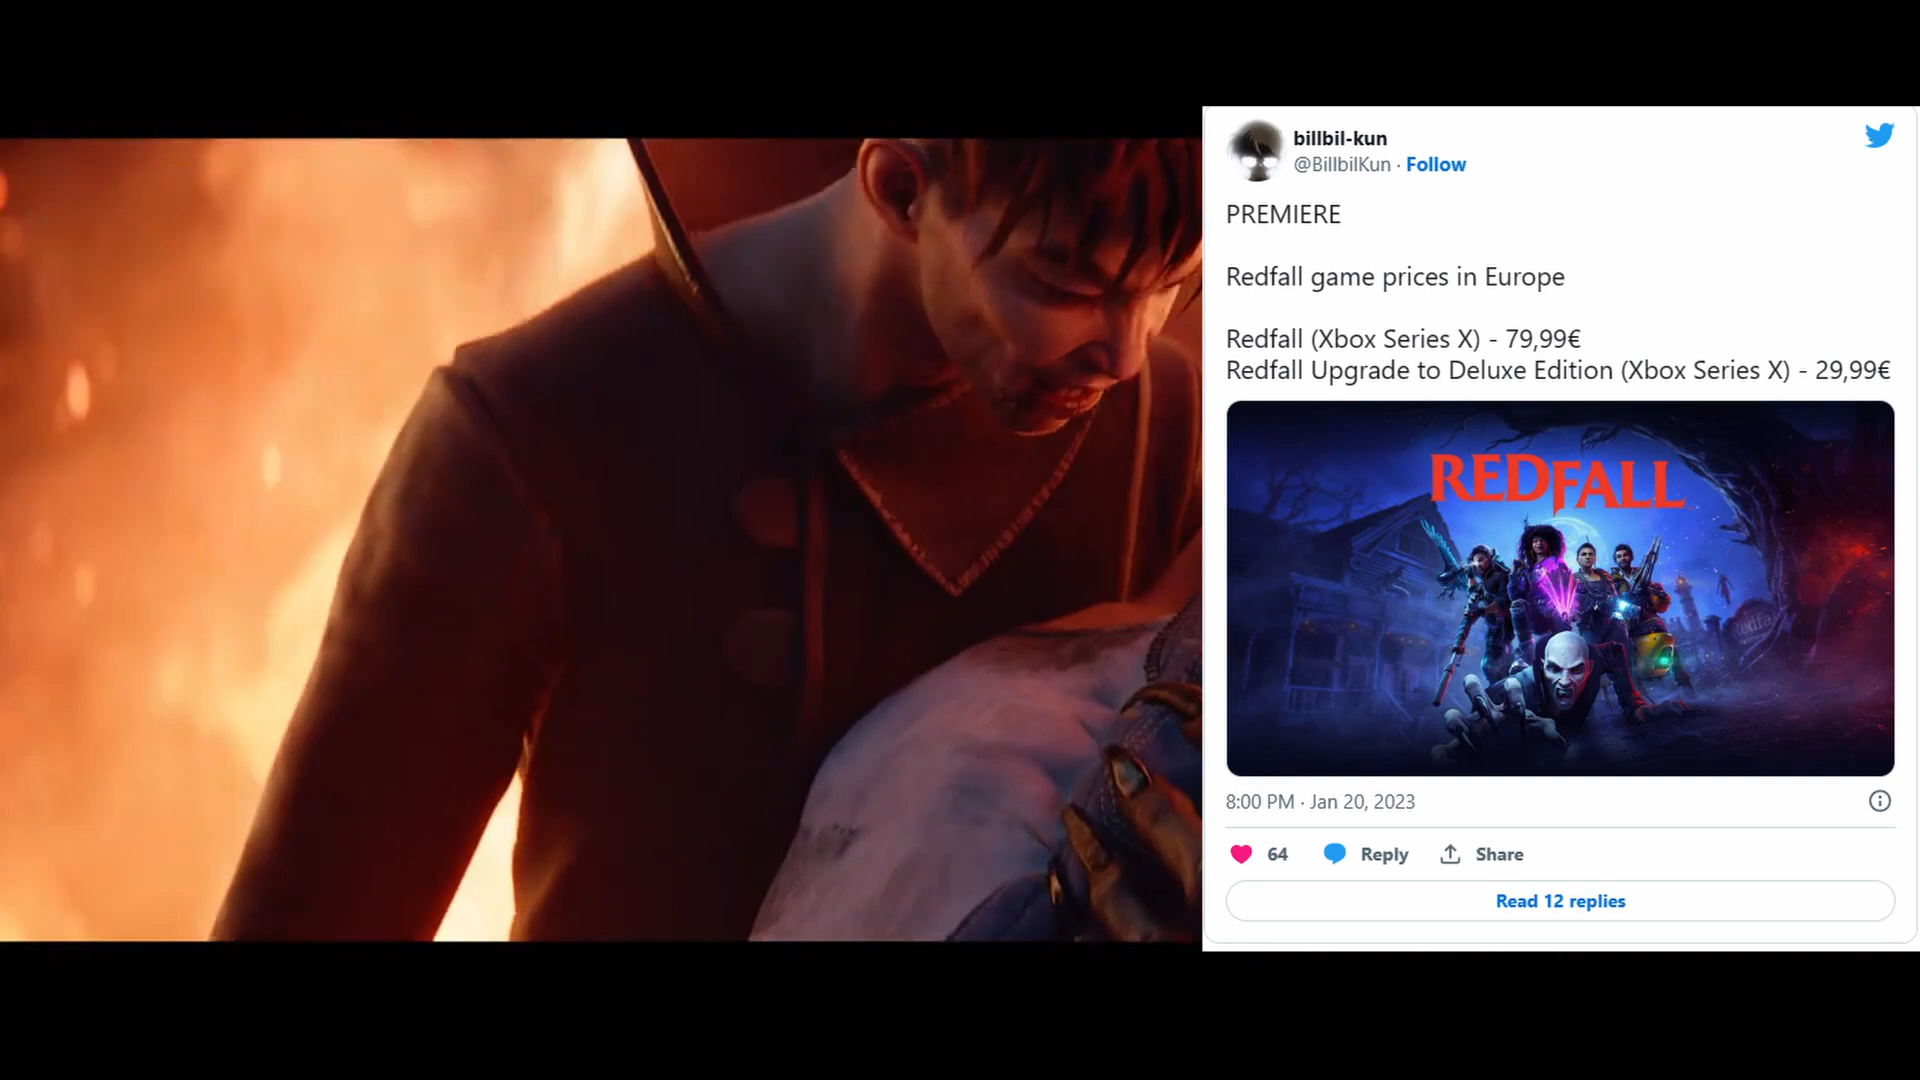 billbil-kun
@BillbilKun · Follow
PREMIERE
Redfall game prices in Europe
Redfall (Xbox Series X) - 79,99€
Redfall Upgrade to Deluxe Edition (Xbox Series X) - 29,99€
REDFALL
Redfall
8:00 PM · Jan 20, 2023
64 Reply Share
Read 12 replies